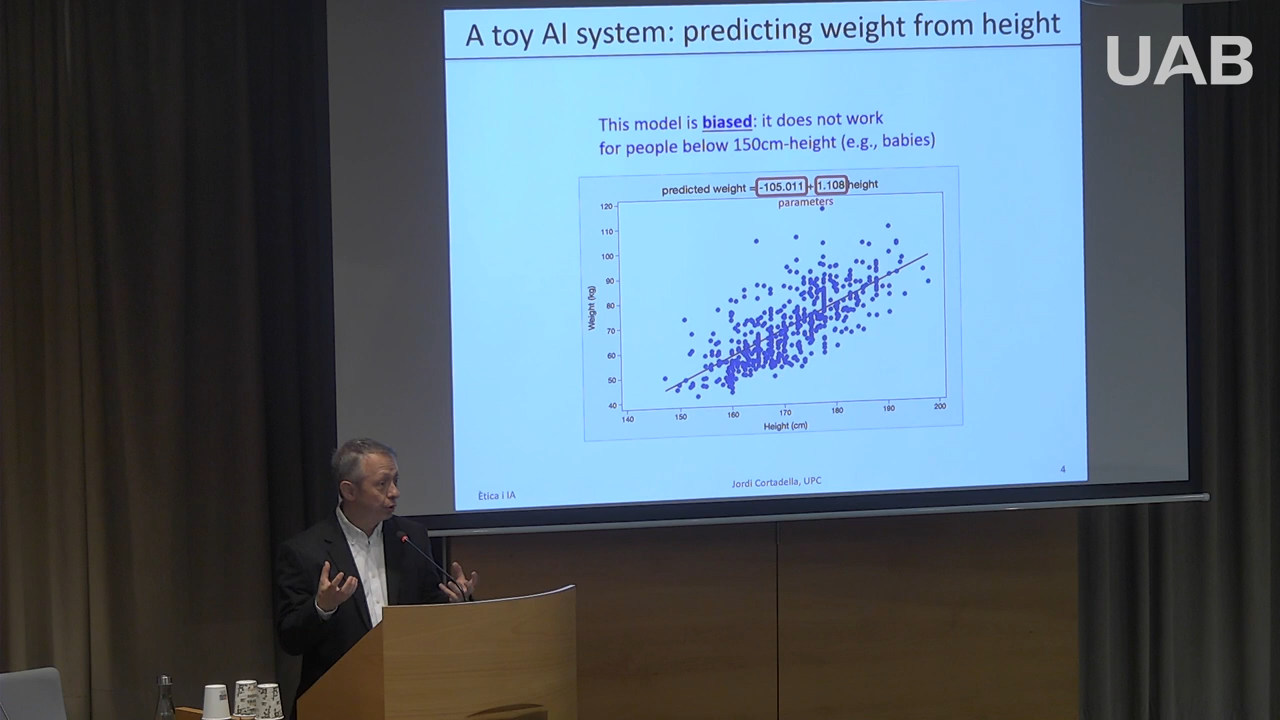 A toy AI system: predicting weight from height
UAB
This model is biased: it does not work
for people below 150cm-height (e.g., babies)
predicted weight = -105.011 + 1.108 height
parameters
120
110
100
90
80
70
60
50
40
Weight (kg)
140 150 160 170 180 190 200
Height (cm)
Ètica i IA
Jordi Cortadella, UPC
4